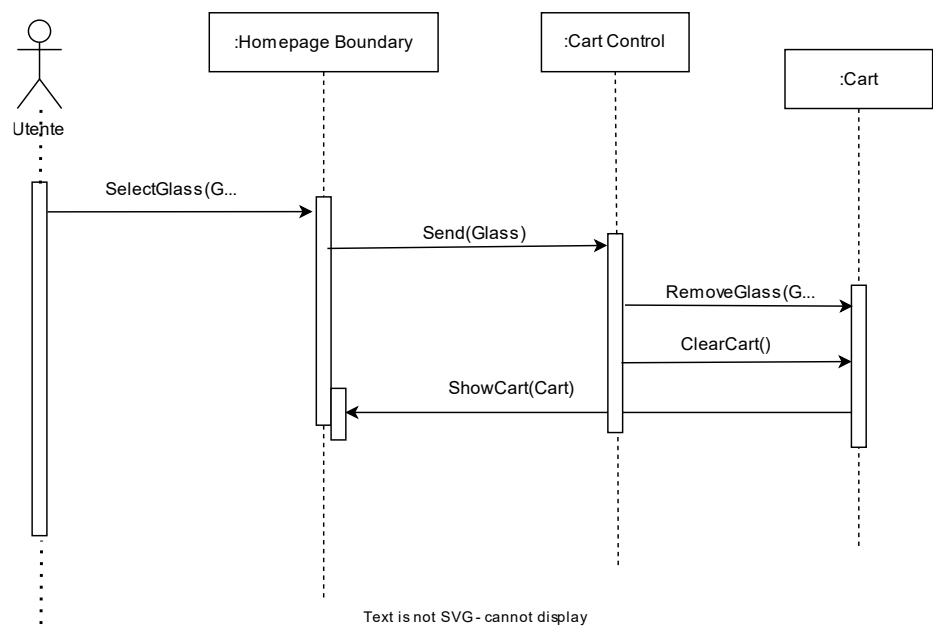 :Homepage Boundary
:Cart Control
:Cart
Utente
SelectGlass(G...
Send(Glass)
RemoveGlass(G...
ClearCart()
ShowCart(Cart)
Text is not SVG - cannot display